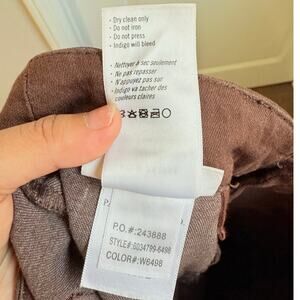 · Dry clean only
· Do not iron
· Do not press
· Indigo will bleed
· Nettoyer à sec seulement
· Ne pas repasser
· N'appuyez pas sur
· Indigo va tacher des
couleurs claires
P.O.#:243888
STYLE#:6034789-6498
COLOR#:W6498